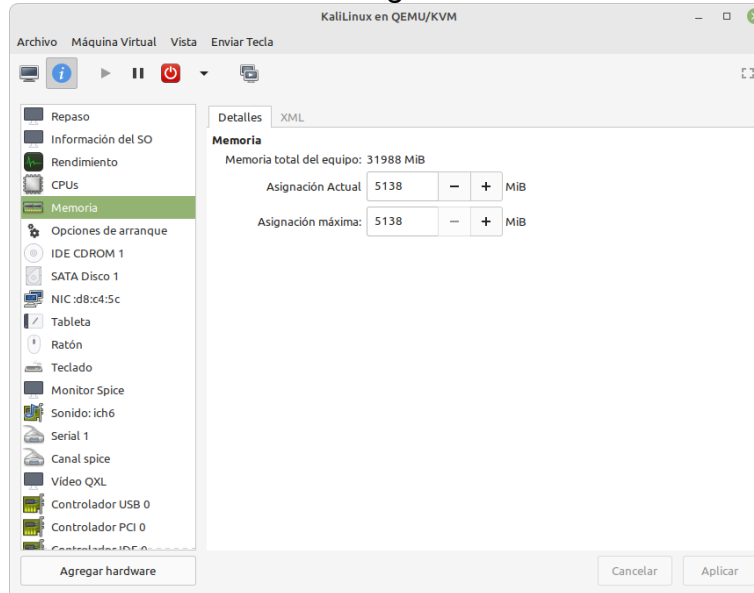 KaliLinux en QEMU/KVM
Archivo Máquina Virtual Vista Enviar Tecla
Repaso
Información del SO
Rendimiento
CPUs
Memoria
Opciones de arranque
IDE CDROM 1
SATA Disco 1
NIC :d8:c4:5c
Tableta
Ratón
Teclado
Monitor Spice
Sonido: ich6
Serial 1
Canal spice
Vídeo QXL
Controlador USB 0
Controlador PCI 0
Controlador IDE 0
Agregar hardware
Detalles XML
Memoria
Memoria total del equipo: 31988 MiB
Asignación Actual 5138 − + MiB
Asignación máxima: 5138 − + MiB
Cancelar Aplicar